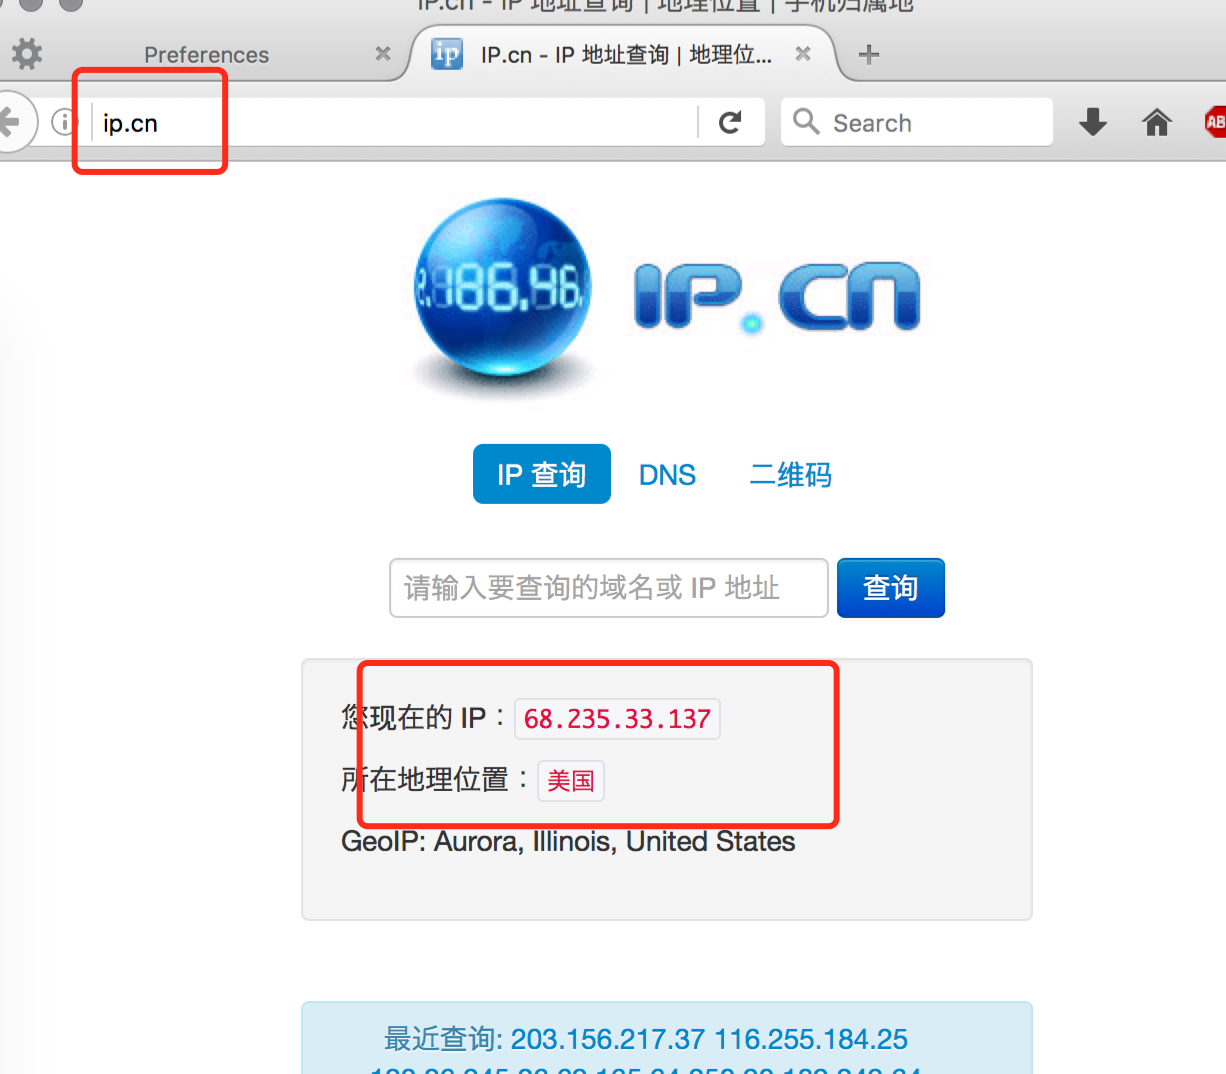 IP.cn - IP 地址查询 | 地理位置 | 手机归属地
Preferences
IP.cn - IP 地址查询 | 地理位...
ip.cn
Search
AB
2.186.46.
IP.CN
IP 查询
DNS
二维码
请输入要查询的域名或 IP 地址
查询
您现在的 IP：68.235.33.137
所在地理位置：美国
GeoIP: Aurora, Illinois, United States
最近查询: 203.156.217.37 116.255.184.25